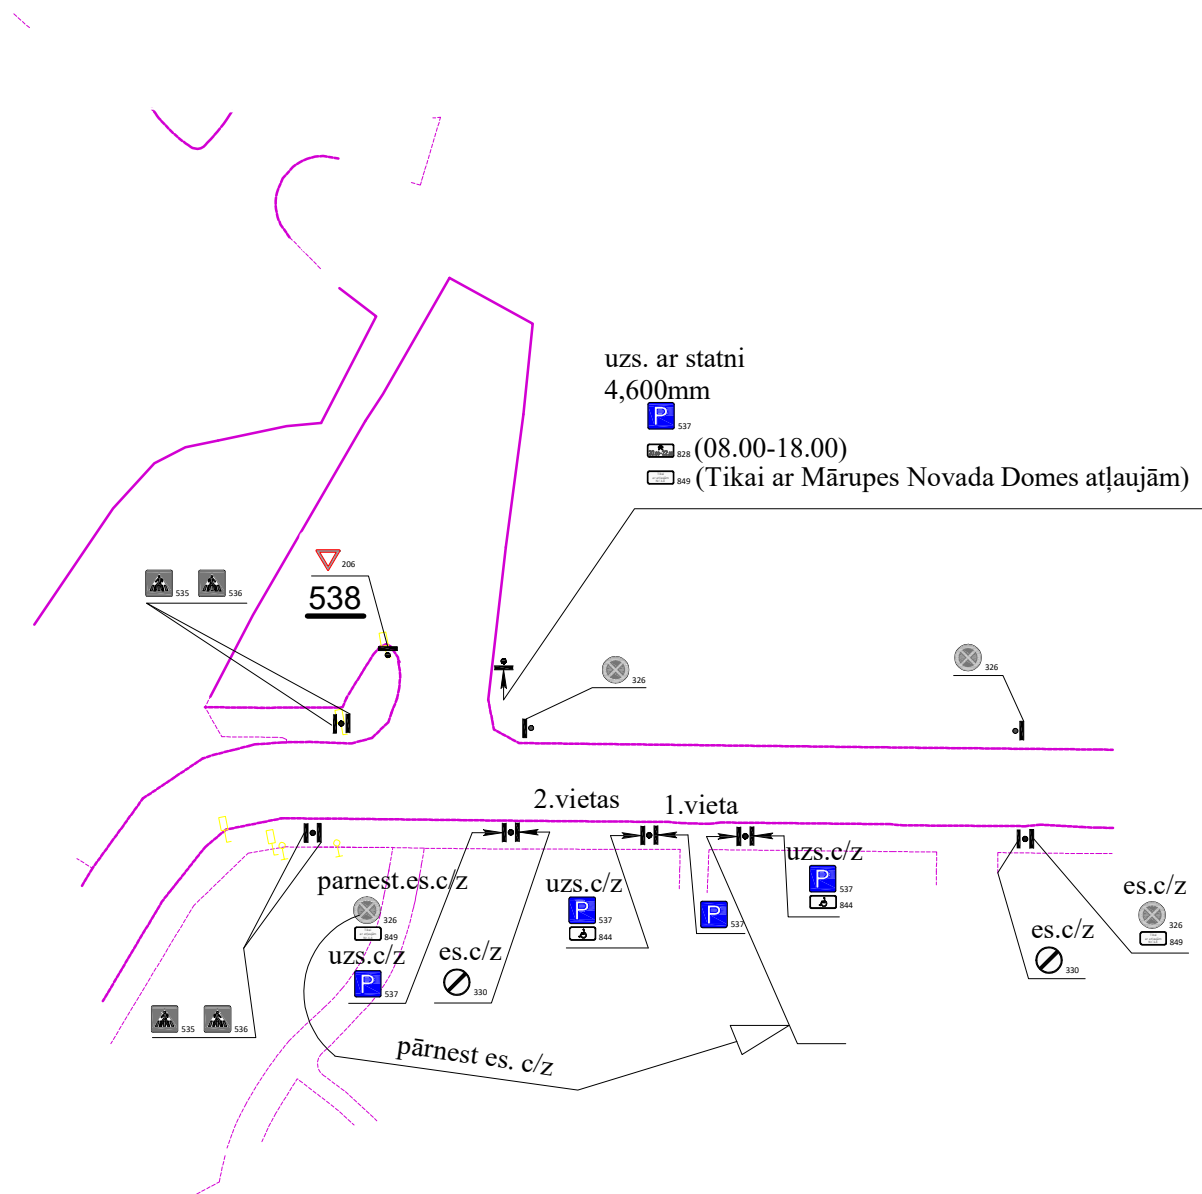 uzs. ar statni
4,600mm
P 537
828 (08.00-18.00)
849 (Tikai ar Mārupes Novada Domes atļaujām)
206
538
535 536
326
326
2.vietas 1.vieta
uzs.c/z
P 537
844
parnest.es.c/z
326
849
uzs.c/z
P 537
es.c/z
330
uzs.c/z
P 537
844
P 537
es.c/z
326
849
es.c/z
330
535 536
pārnest es. c/z